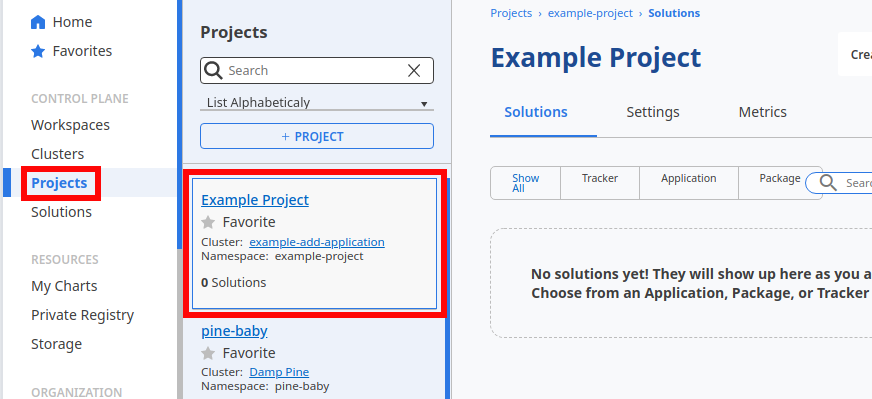 Home
Favorites
CONTROL PLANE
Workspaces
Clusters
Projects
Solutions
RESOURCES
My Charts
Private Registry
Storage
ORGANIZATION
Projects
Search
List Alphabeticaly
+ PROJECT
Example Project
Favorite
Cluster: example-add-application
Namespace: example-project
0 Solutions
pine-baby
Favorite
Cluster: Damp Pine
Namespace: pine-baby
Projects › example-project › Solutions
Example Project
Crea
Solutions Settings Metrics
Show All Tracker Application Package
Searc
No solutions yet! They will show up here as you a
Choose from an Application, Package, or Tracker